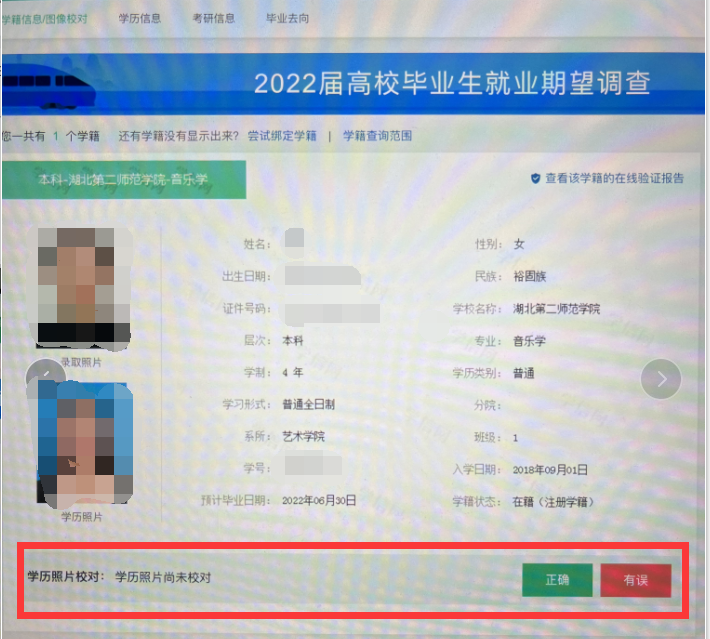 学籍信息/图像校对 学历信息 考研信息 毕业去向
2022届高校毕业生就业期望调查
您一共有 1 个学籍 还有学籍没有显示出来? 尝试绑定学籍 | 学籍查询范围
本科-湖北第二师范学院-音乐学
查看该学籍的在线验证报告
姓名: 性别: 女
出生日期: 民族: 裕固族
证件号码: 学校名称: 湖北第二师范学院
层次: 本科 专业: 音乐学
录取照片
学制: 4 年 学历类别: 普通
学习形式: 普通全日制 分院:
系所: 艺术学院 班级: 1
学号: 入学日期: 2018年09月01日
预计毕业日期: 2022年06月30日 学籍状态: 在籍(注册学籍)
学历照片
学历照片校对: 学历照片尚未校对 正确 有误